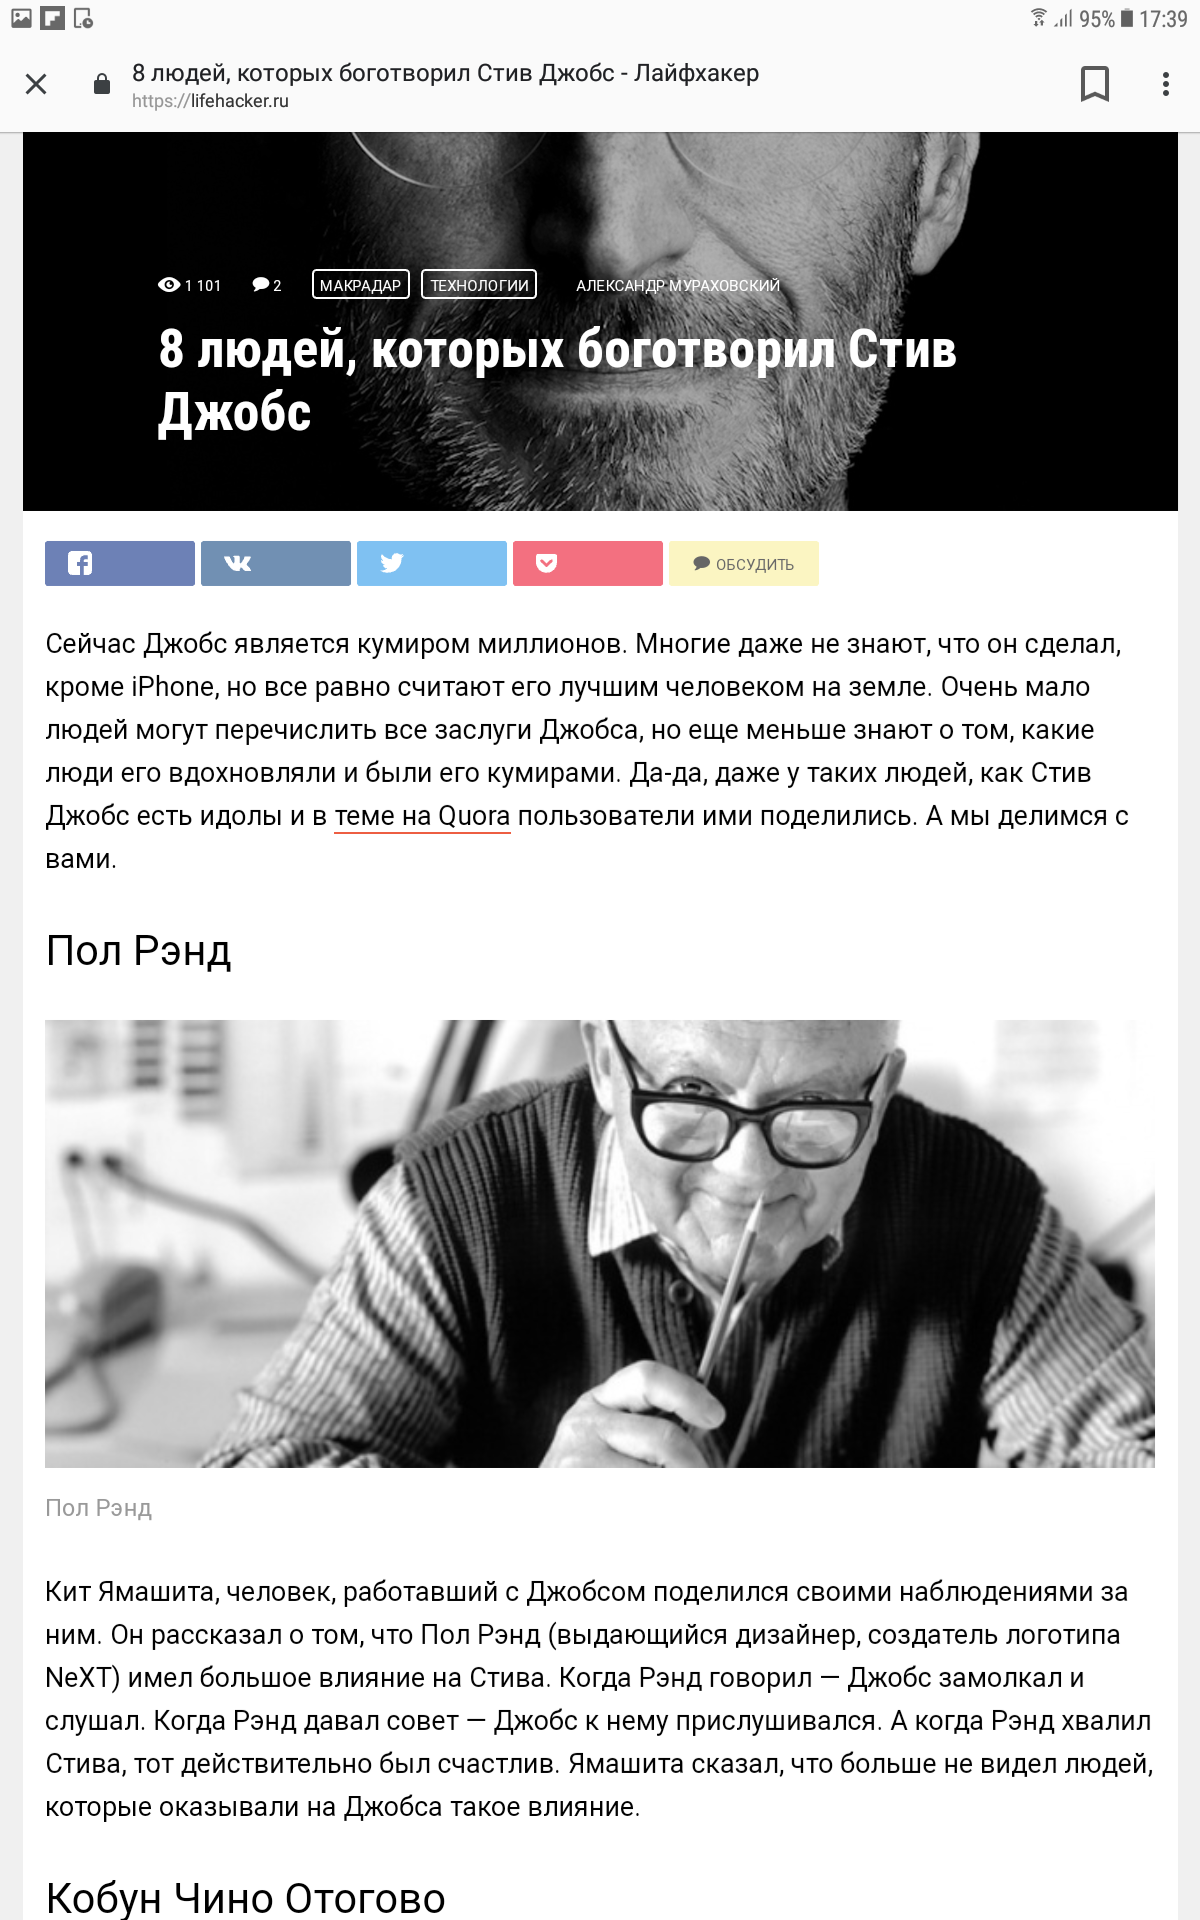 95% 17:39
8 людей, которых боготворил Стив Джобс - Лайфхакер
https://lifehacker.ru
1 101 2 МАКРАДАР ТЕХНОЛОГИИ АЛЕКСАНДР МУРАХОВСКИЙ
8 людей, которых боготворил Стив
Джобс
ОБСУДИТЬ
Сейчас Джобс является кумиром миллионов. Многие даже не знают, что он сделал,
кроме iPhone, но все равно считают его лучшим человеком на земле. Очень мало
людей могут перечислить все заслуги Джобса, но еще меньше знают о том, какие
люди его вдохновляли и были его кумирами. Да-да, даже у таких людей, как Стив
Джобс есть идолы и в теме на Quora пользователи ими поделились. А мы делимся с
вами.
Пол Рэнд
Пол Рэнд
Кит Ямашита, человек, работавший с Джобсом поделился своими наблюдениями за
ним. Он рассказал о том, что Пол Рэнд (выдающийся дизайнер, создатель логотипа
NeXT) имел большое влияние на Стива. Когда Рэнд говорил — Джобс замолкал и
слушал. Когда Рэнд давал совет — Джобс к нему прислушивался. А когда Рэнд хвалил
Стива, тот действительно был счастлив. Ямашита сказал, что больше не видел людей,
которые оказывали на Джобса такое влияние.
Кобун Чино Отогово